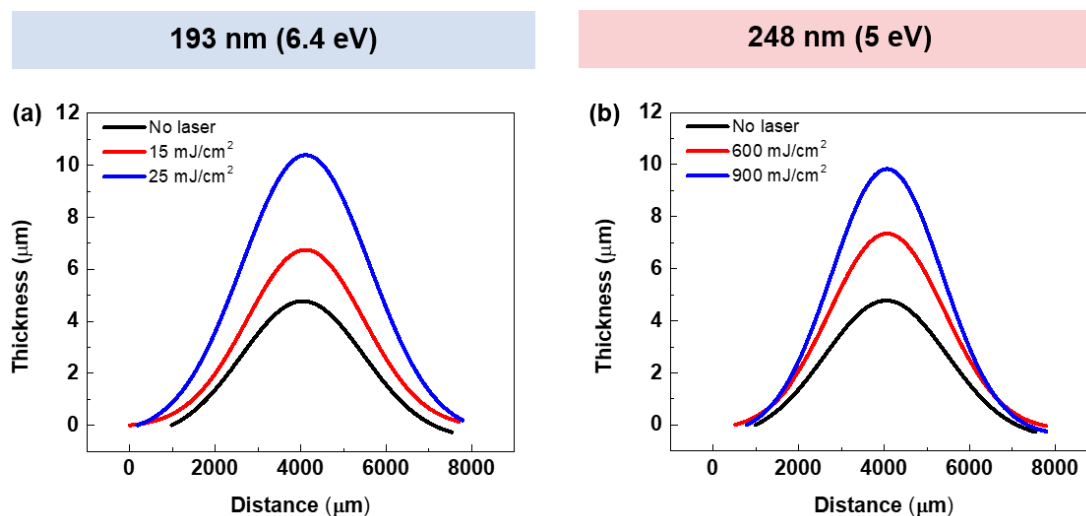 193 nm (6.4 eV)
248 nm (5 eV)
(a)
No laser
15 mJ/cm²
25 mJ/cm²
12
10
8
6
4
2
0
Thickness (μm)
0 2000 4000 6000 8000
Distance (μm)
(b)
No laser
600 mJ/cm²
900 mJ/cm²
12
10
8
6
4
2
0
Thickness (μm)
0 2000 4000 6000 8000
Distance (μm)